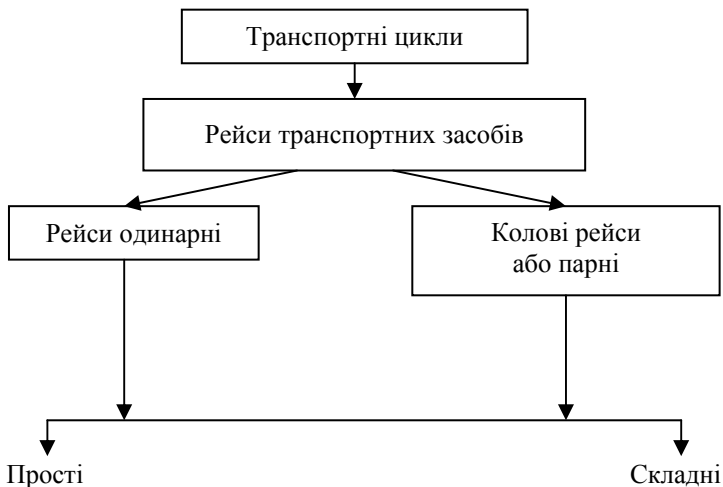 Транспортні цикли
Рейси транспортних засобів
Рейси одинарні
Колові рейси
або парні
Прості
Складні